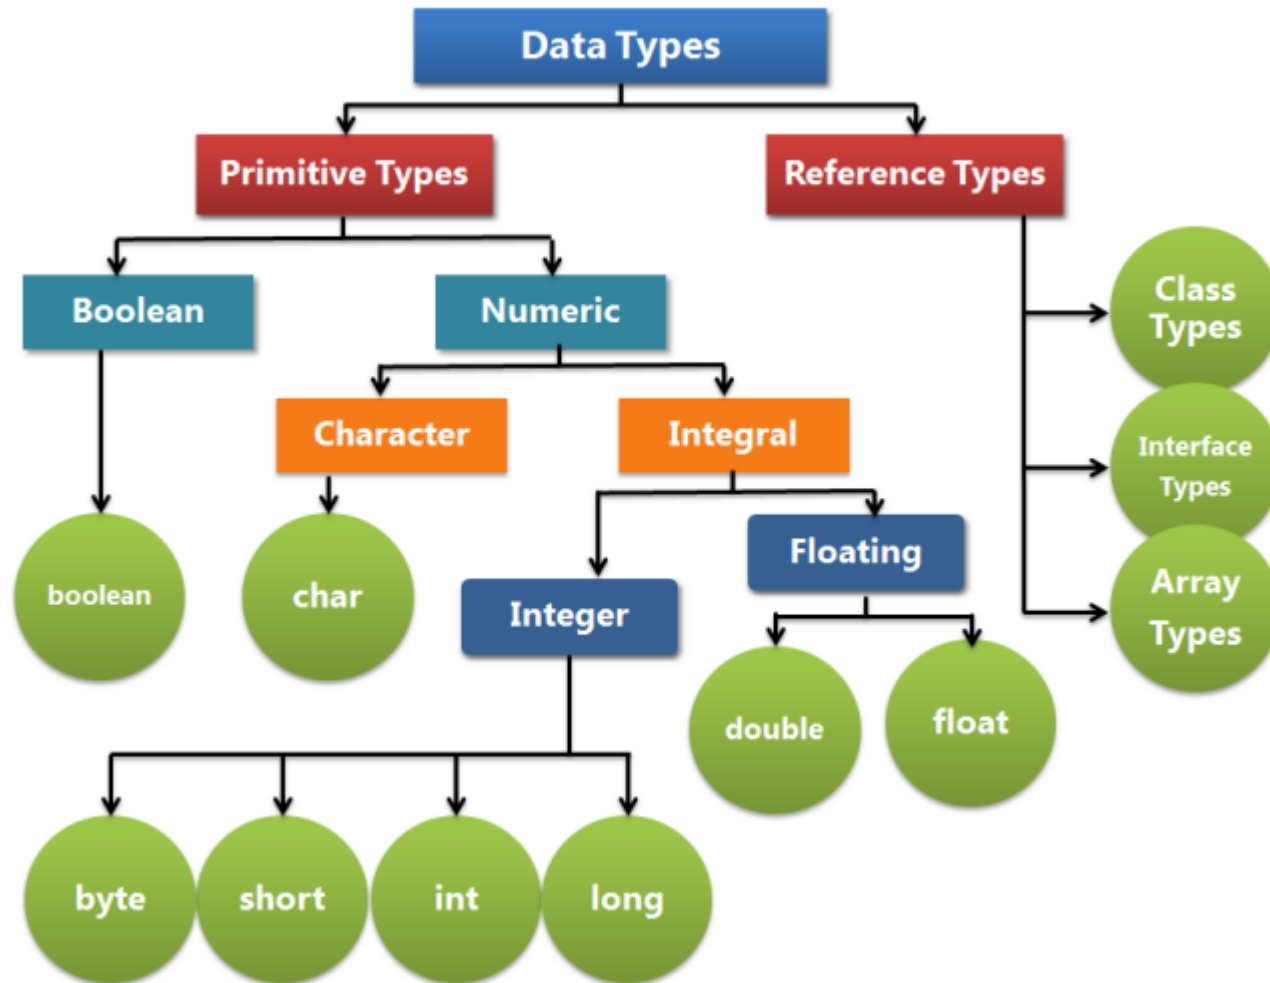 Data Types
Primitive Types
Reference Types
Boolean
Numeric
Class
Types
Character
Integral
Interface
Types
Floating
boolean
char
Integer
Array
Types
double
float
byte
short
int
long